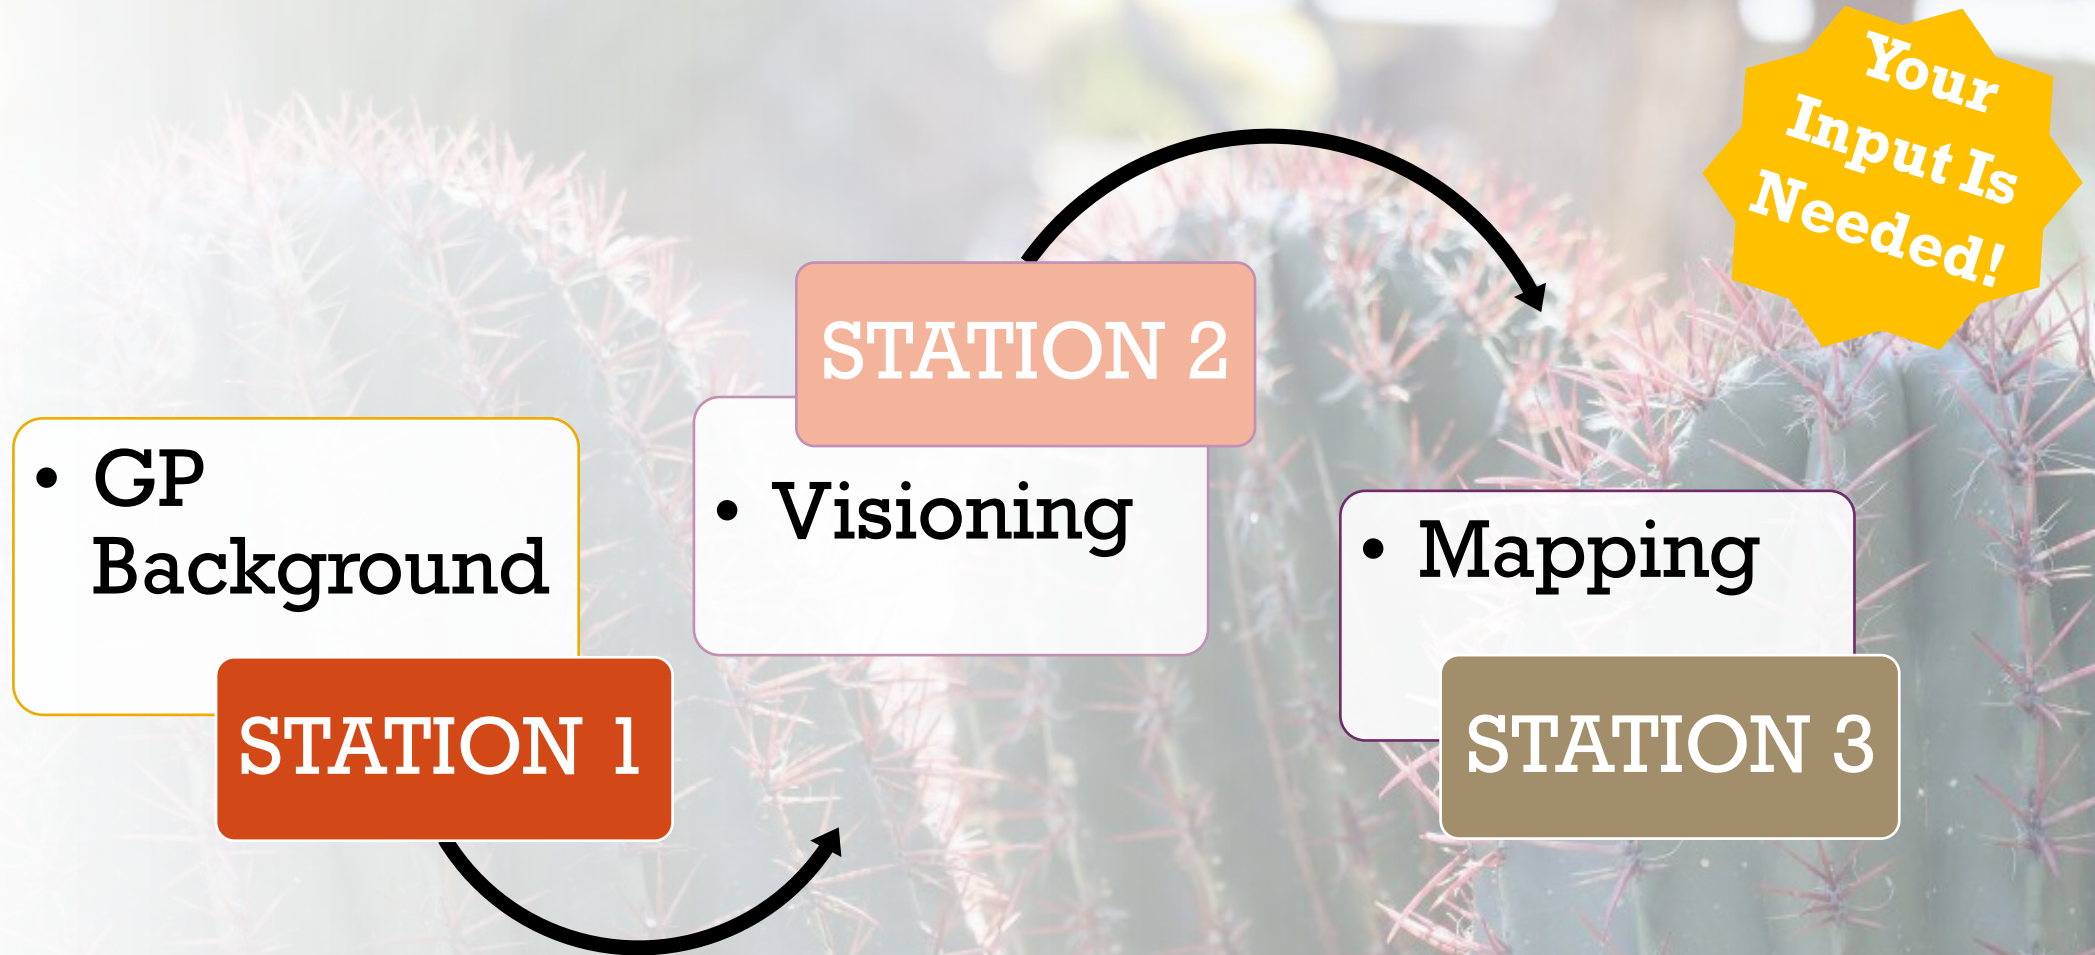 • GP
Background
STATION 1
STATION 2
• Visioning
• Mapping
STATION 3
Your
Input Is
Needed!